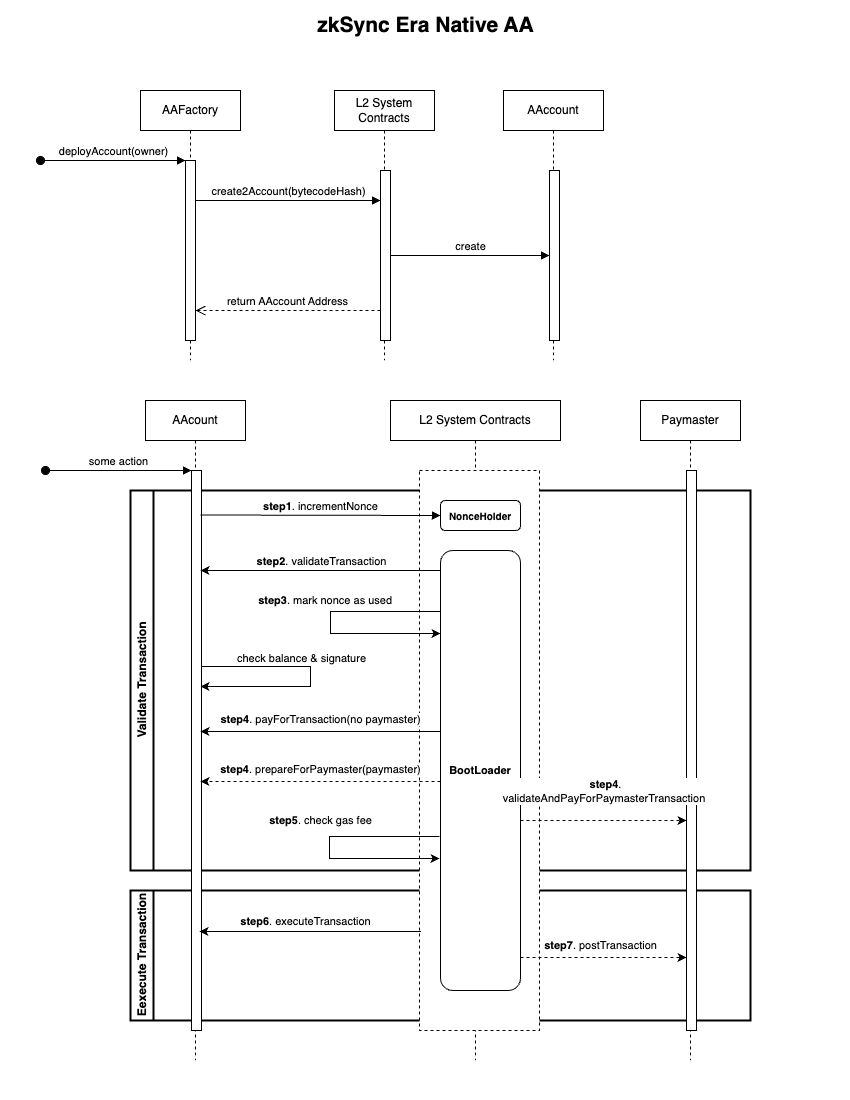 zkSync Era Native AA
AAFactory
L2 System
Contracts
AAccount
deployAccount(owner)
create2Account(bytecodeHash)
create
return AAccount Address
AAcount
L2 System Contracts
Paymaster
some action
step1. incrementNonce
NonceHolder
step2. validateTransaction
step3. mark nonce as used
check balance & signature
Validate Transaction
step4. payForTransaction(no paymaster)
step4. prepareForPaymaster(paymaster)
BootLoader
step4.
validateAndPayForPaymasterTransaction
step5. check gas fee
Eexecute Transaction
step6. executeTransaction
step7. postTransaction